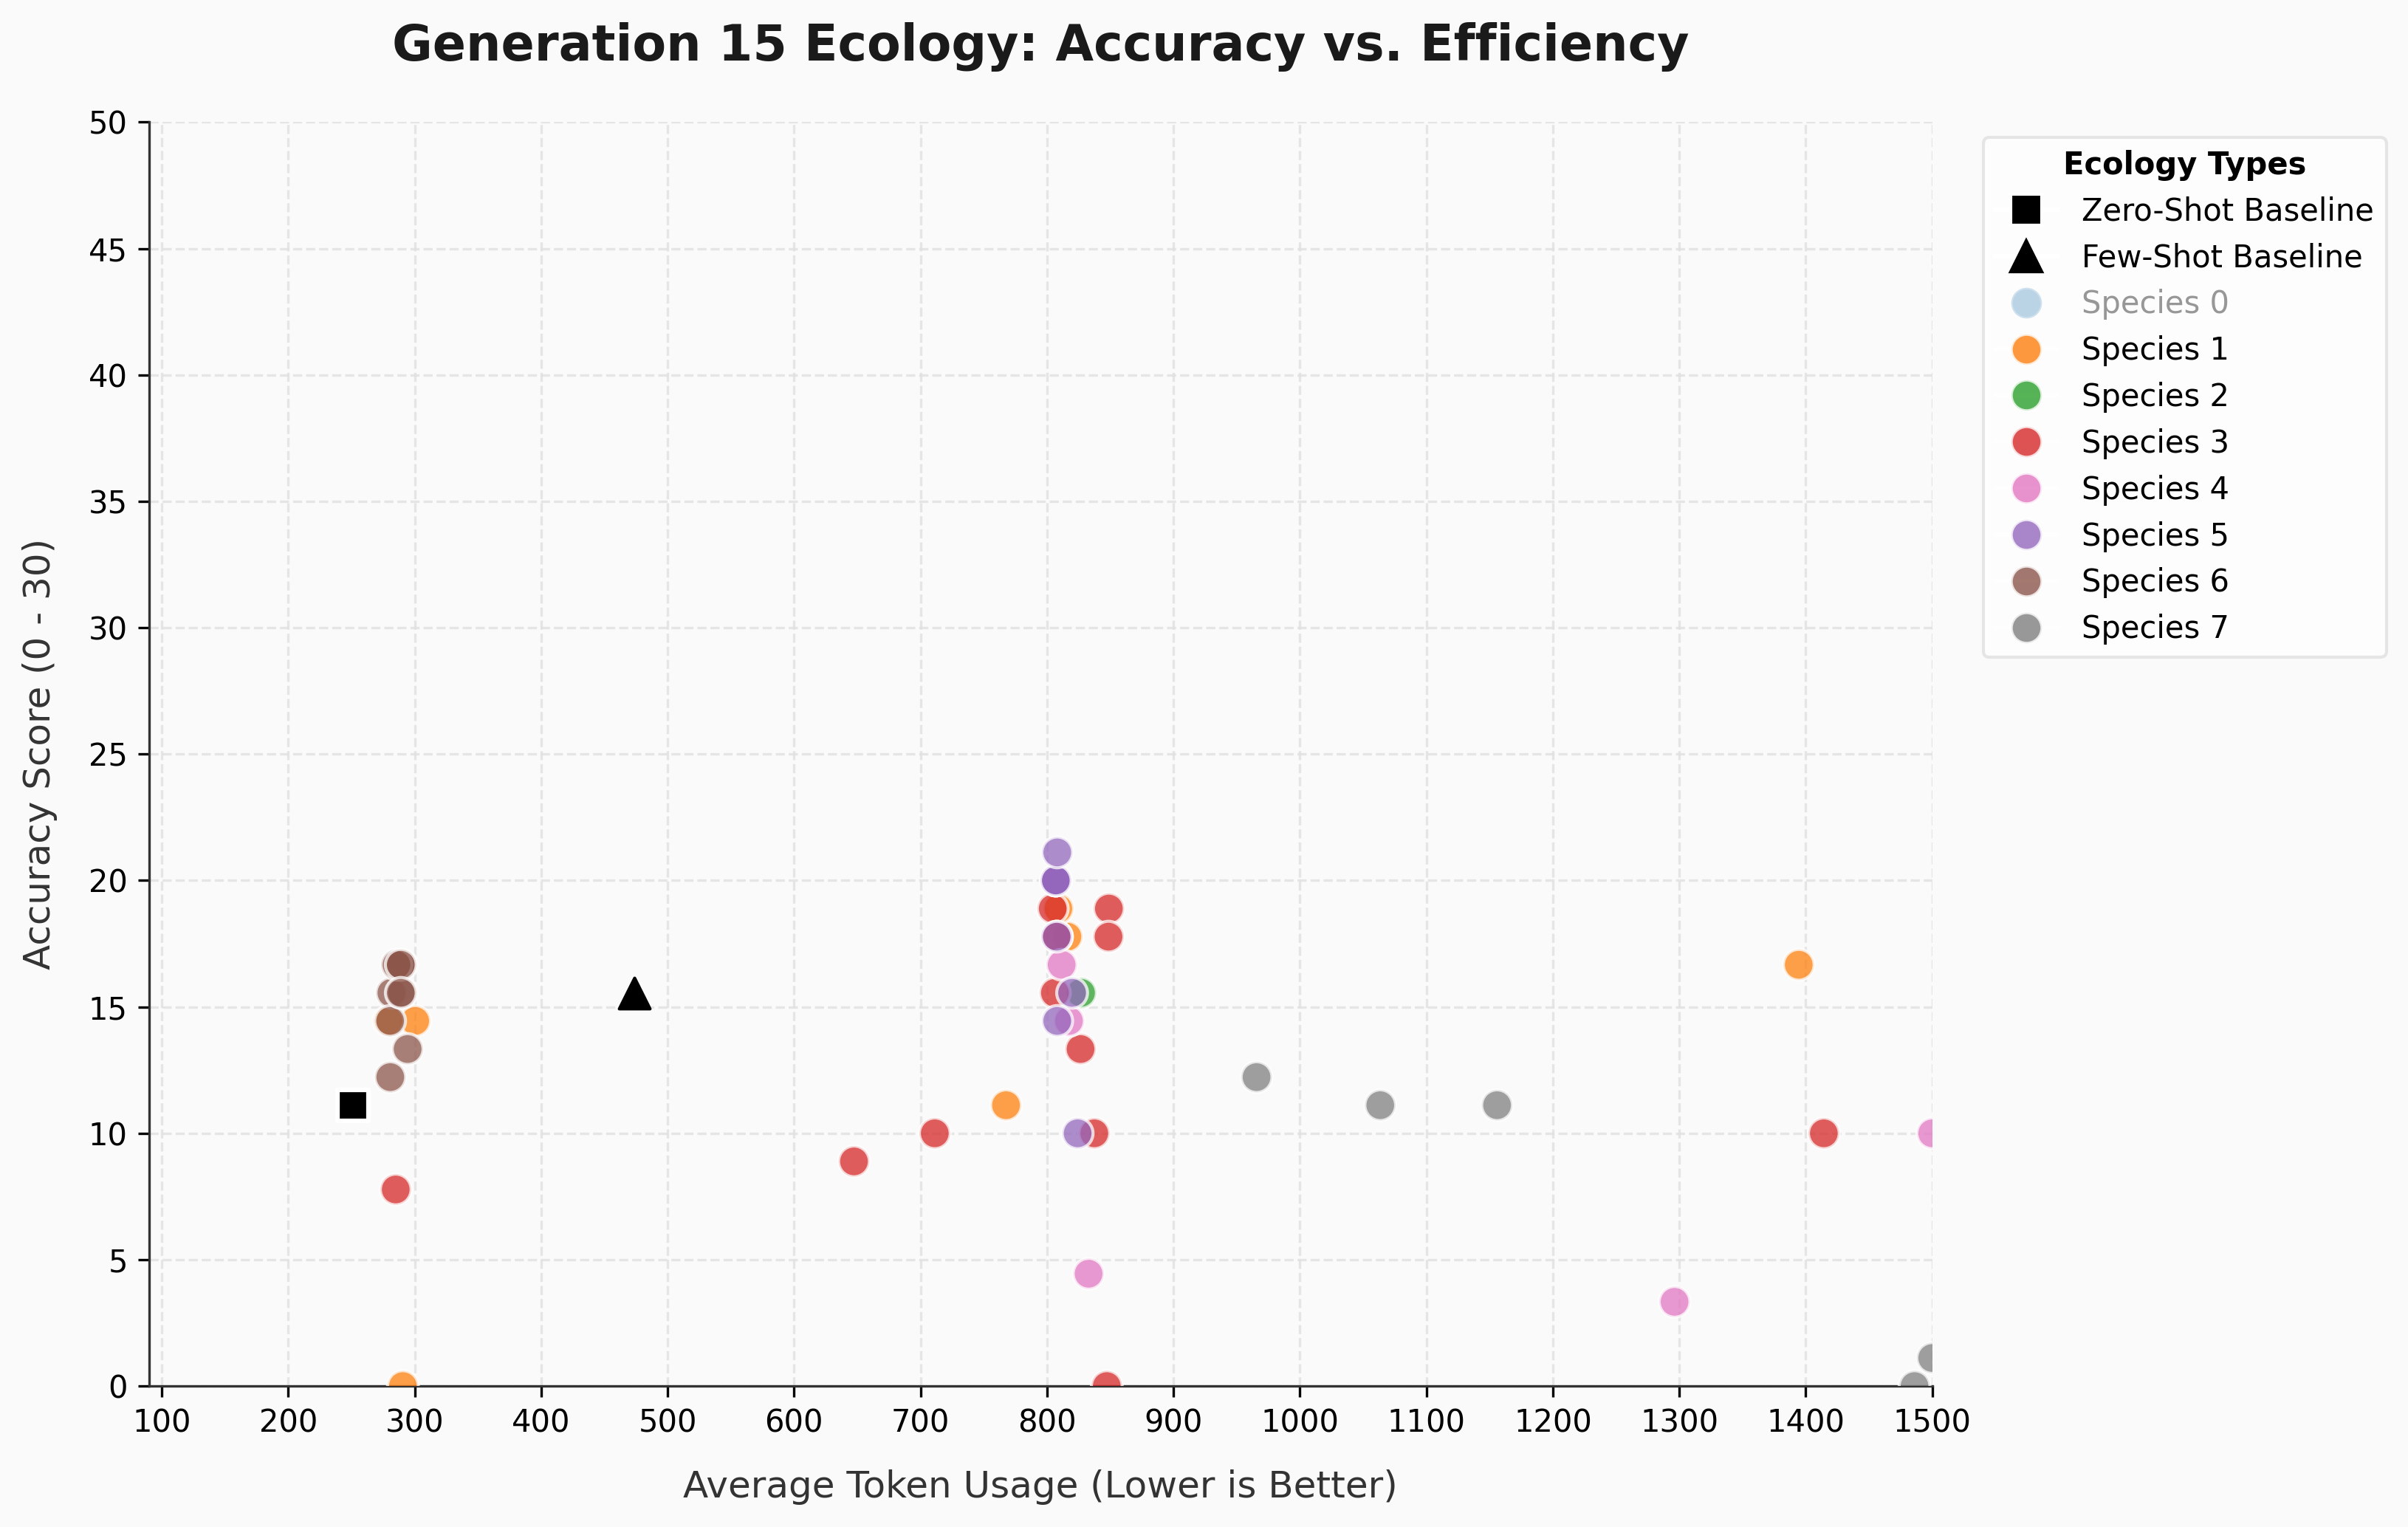 Generation 15 Ecology: Accuracy vs. Efficiency
Accuracy Score (0 - 30)
50
45
40
35
30
25
20
15
10
5
0
100 200 300 400 500 600 700 800 900 1000 1100 1200 1300 1400 1500
Average Token Usage (Lower is Better)
Ecology Types
Zero-Shot Baseline
Few-Shot Baseline
Species 0
Species 1
Species 2
Species 3
Species 4
Species 5
Species 6
Species 7